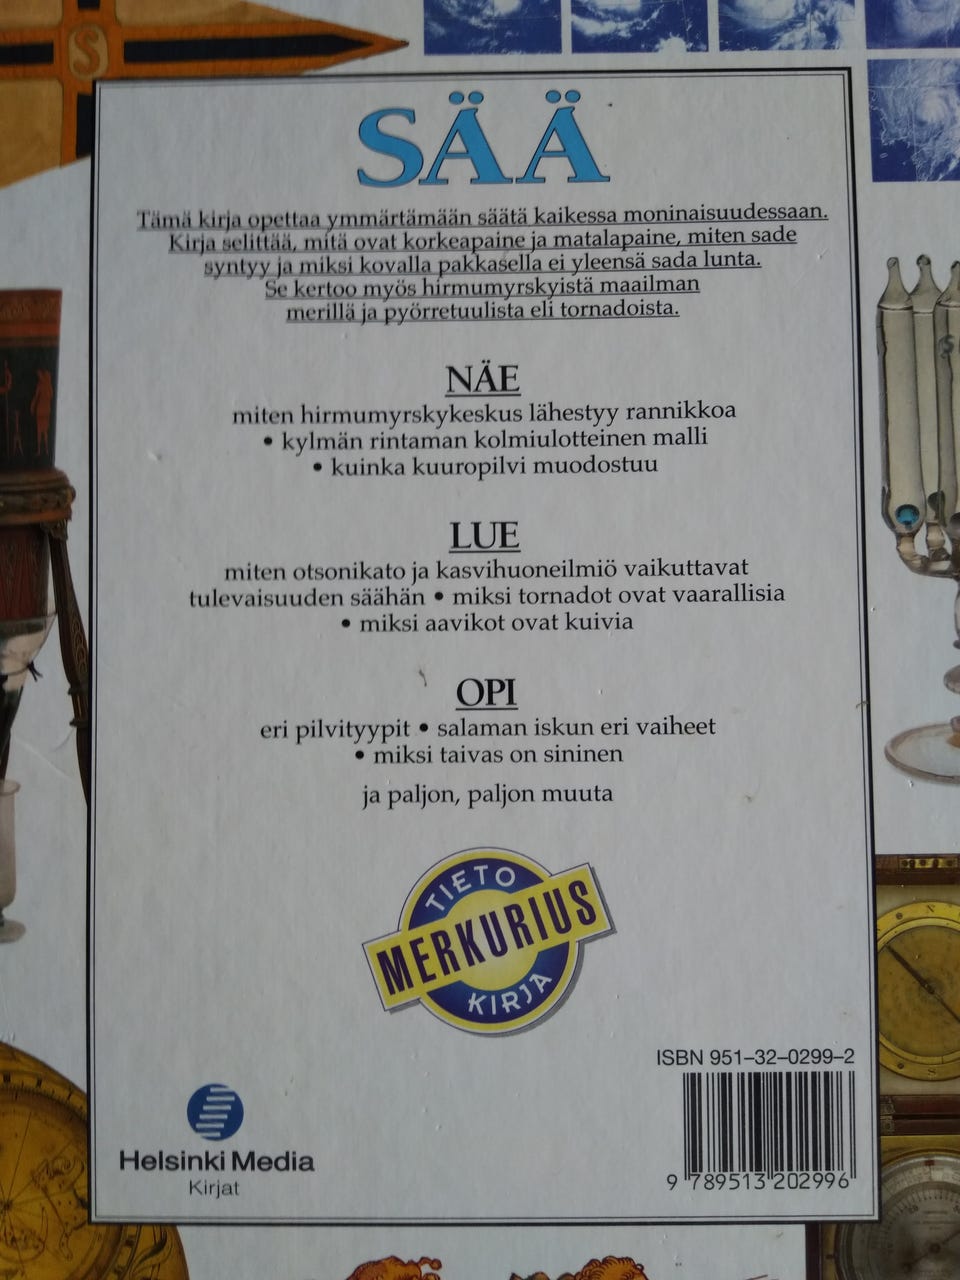 S
SÄÄ
Tämä kirja opettaa ymmärtämään säätä kaikessa moninaisuudessaan.
Kirja selittää, mitä ovat korkeapaine ja matalapaine, miten sade
syntyy ja miksi kovalla pakkasella ei yleensä sada lunta.
Se kertoo myös hirmumyrskyistä maailman
merillä ja pyörretuulista eli tornadoista.
NÄE
miten hirmumyrskykeskus lähestyy rannikkoa
• kylmän rintaman kolmiulotteinen malli
• kuinka kuuropilvi muodostuu
LUE
miten otsonikato ja kasvihuoneilmiö vaikuttavat
tulevaisuuden säähän • miksi tornadot ovat vaarallisia
• miksi aavikot ovat kuivia
OPI
eri pilvityypit • salaman iskun eri vaiheet
• miksi taivas on sininen
ja paljon, paljon muuta
TIETO
MERKURIUS
KIRJA
ISBN 951–32–0299–2
9 789513 202996
Helsinki Media
Kirjat